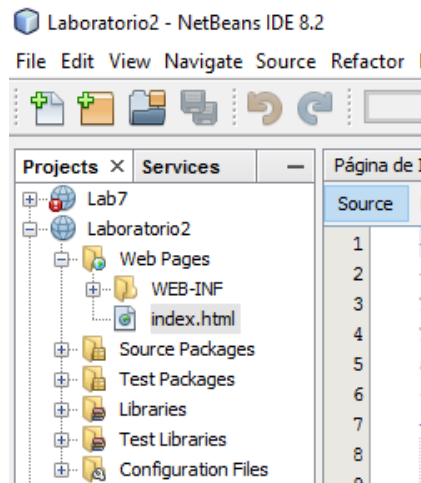 Laboratorio2 - NetBeans IDE 8.2
File Edit View Navigate Source Refactor
Projects × Services
Lab7
Laboratorio2
Web Pages
WEB-INF
index.html
Source Packages
Test Packages
Libraries
Test Libraries
Configuration Files
Página de
Source
1
2
3
4
5
6
7
8